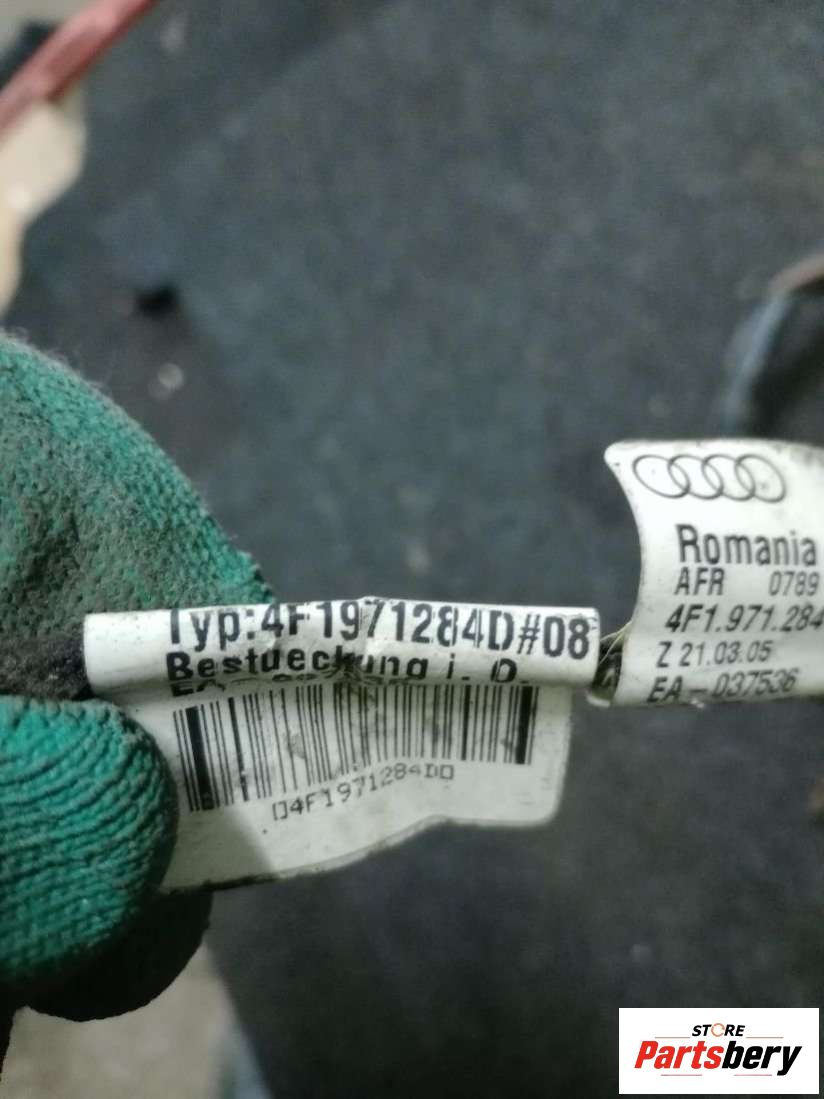 Romania
AFR 0789
4F1.971.284
Z 21.03.05
EA-037536
Typ:4F1971284D#08
Bestueckung i. O.
04F1971284D0
STORE
Partsbery